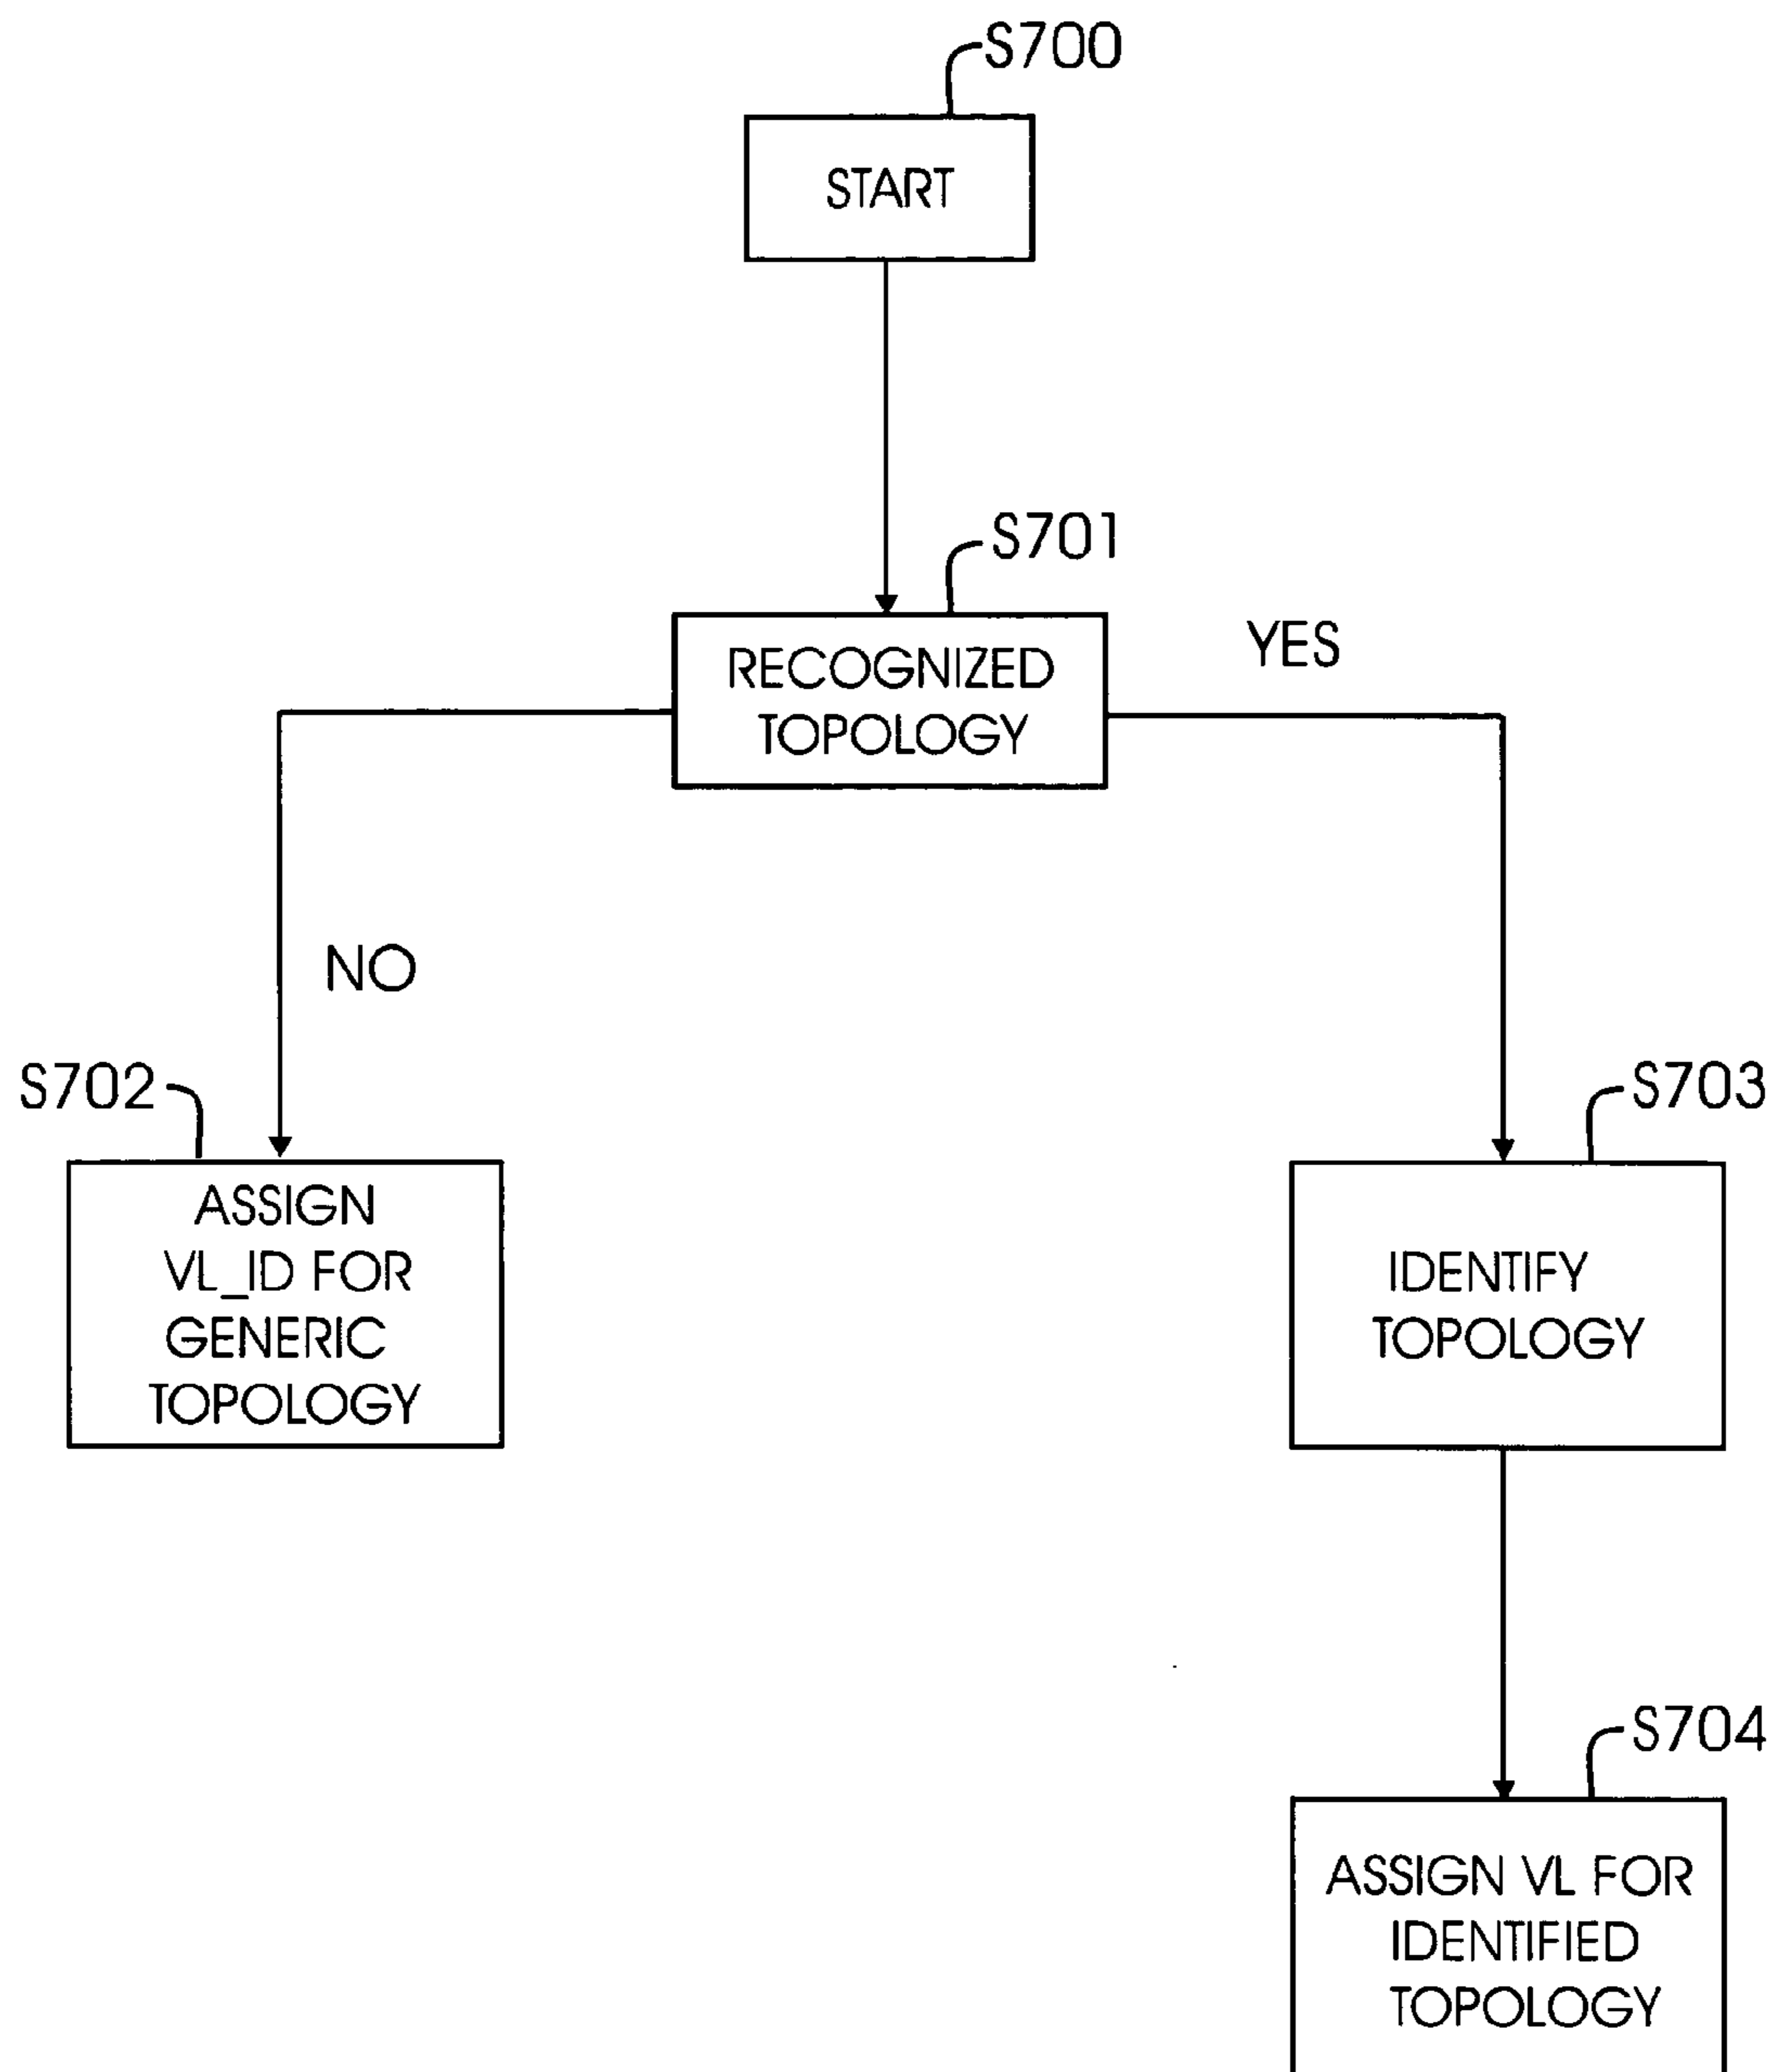 S700
START
S701
RECOGNIZED
TOPOLOGY
YES
NO
S702
ASSIGN
VL_ID FOR
GENERIC
TOPOLOGY
S703
IDENTIFY
TOPOLOGY
S704
ASSIGN VL FOR
IDENTIFIED
TOPOLOGY